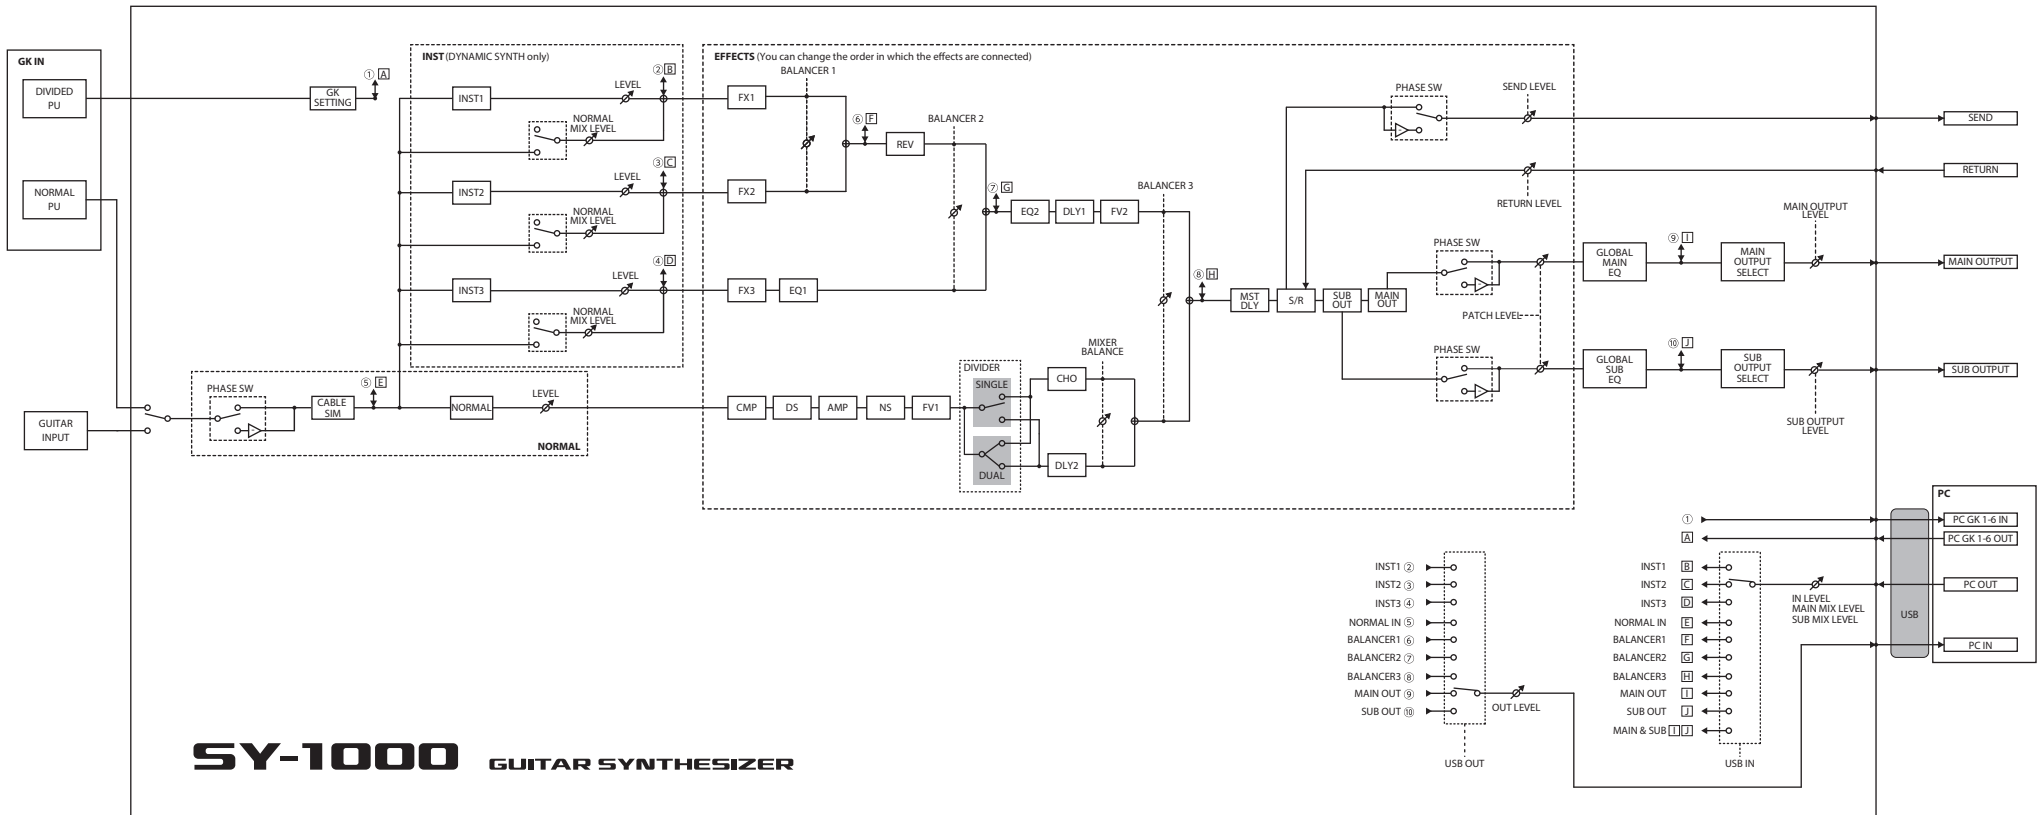 GK IN
DIVIDED
PU
NORMAL
PU
GUITAR
INPUT
① A
GK
SETTING
INST (DYNAMIC SYNTH only)
INST1
LEVEL
② B
NORMAL
MIX LEVEL
INST2
LEVEL
③ C
NORMAL
MIX LEVEL
INST3
LEVEL
④ D
NORMAL
MIX LEVEL
PHASE SW
⑤ E
CABLE
SIM
NORMAL
LEVEL
NORMAL
EFFECTS (You can change the order in which the effects are connected)
BALANCER 1
FX1
FX2
⑥ F
REV
BALANCER 2
FX3
EQ1
⑦ G
EQ2
DLY1
FV2
BALANCER 3
CMP
DS
AMP
NS
FV1
DIVIDER
SINGLE
DUAL
CHO
DLY2
MIXER
BALANCE
⑧ H
MST
DLY
S/R
SUB
OUT
MAIN
OUT
PHASE SW
SEND LEVEL
RETURN LEVEL
PHASE SW
PATCH LEVEL
PHASE SW
GLOBAL
MAIN
EQ
⑨ I
MAIN
OUTPUT
SELECT
MAIN OUTPUT
LEVEL
GLOBAL
SUB
EQ
⑩ J
SUB
OUTPUT
SELECT
SUB OUTPUT
LEVEL
SEND
RETURN
MAIN OUTPUT
SUB OUTPUT
INST1 ②
INST2 ③
INST3 ④
NORMAL IN ⑤
BALANCER1 ⑥
BALANCER2 ⑦
BALANCER3 ⑧
MAIN OUT ⑨
SUB OUT ⑩
OUT LEVEL
USB OUT
①
A
INST1 B
INST2 C
INST3 D
NORMAL IN E
BALANCER1 F
BALANCER2 G
BALANCER3 H
MAIN OUT I
SUB OUT J
MAIN & SUB I J
USB IN
IN LEVEL
MAIN MIX LEVEL
SUB MIX LEVEL
USB
PC
PC GK 1-6 IN
PC GK 1-6 OUT
PC OUT
PC IN
SY-1000 GUITAR SYNTHESIZER